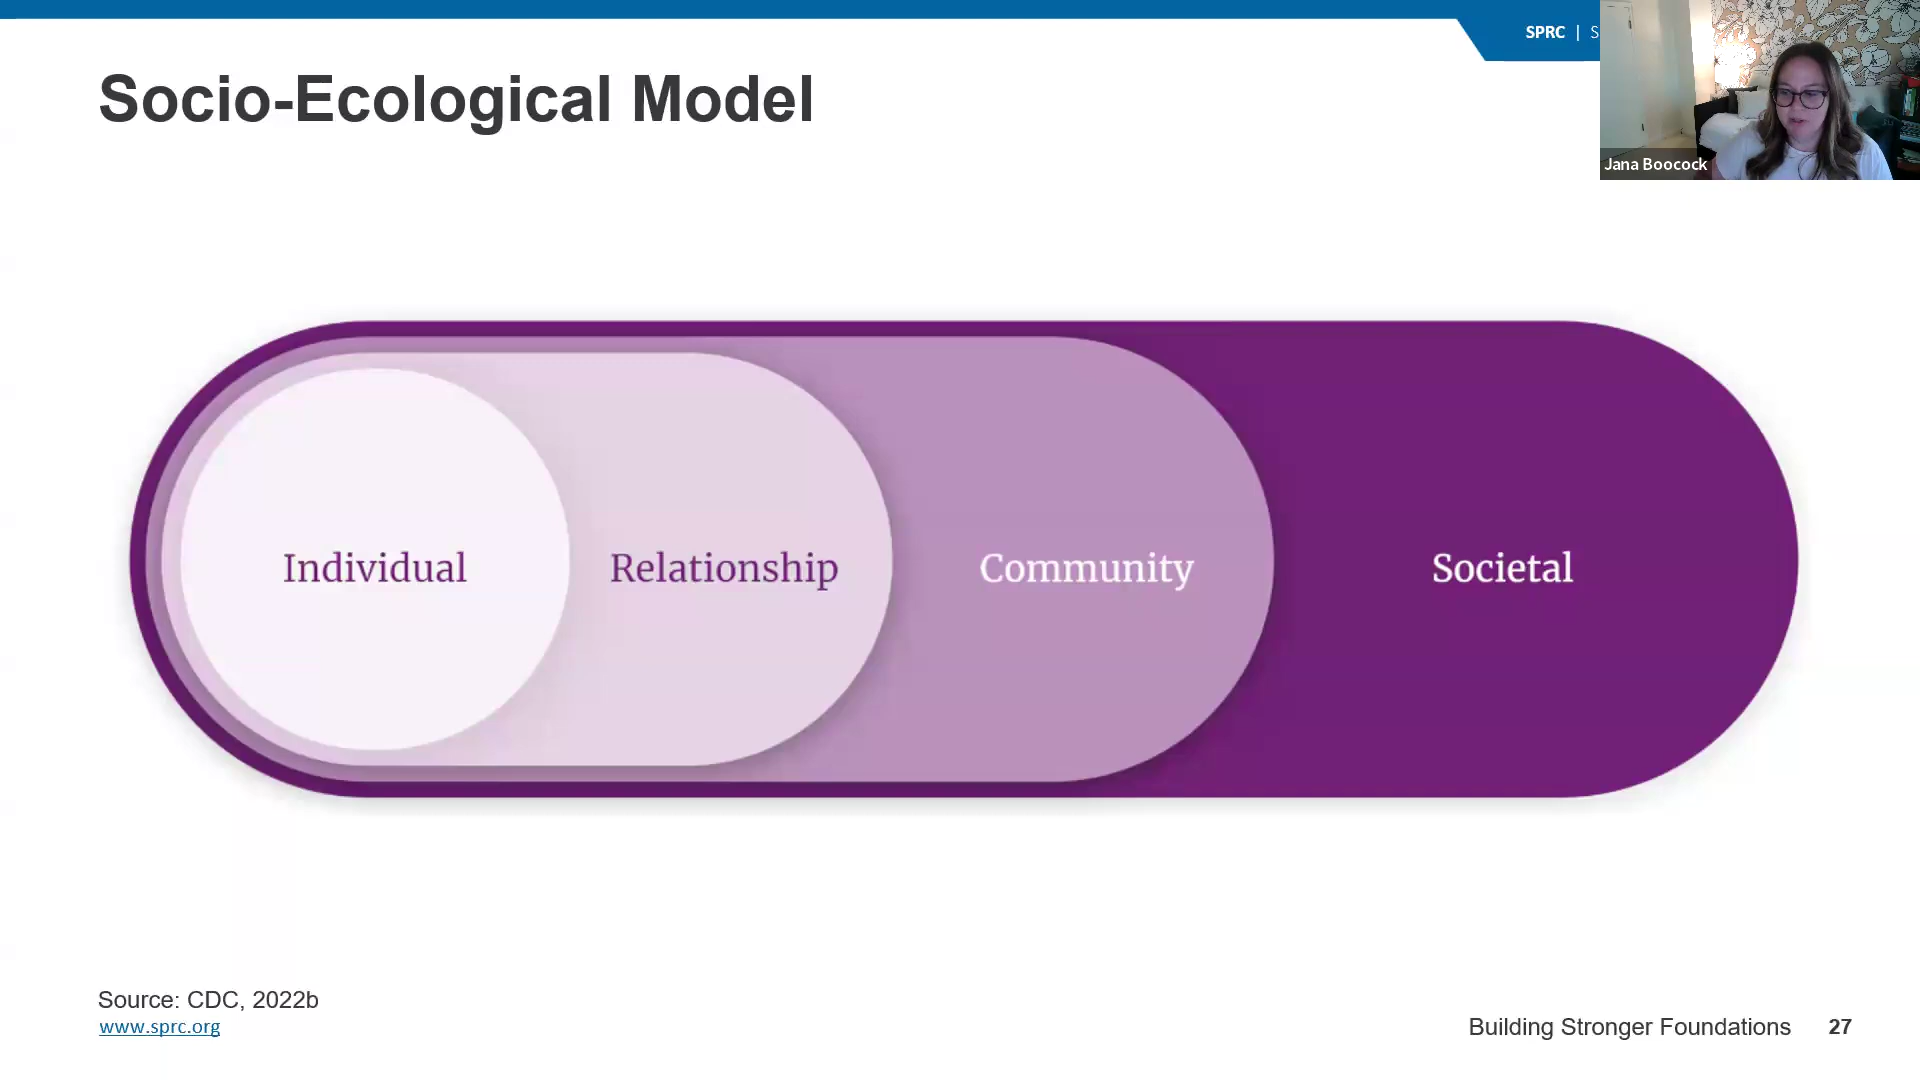 SPRC | S
Socio-Ecological Model
Jana Boocock
Individual
Relationship
Community
Societal
Source: CDC, 2022b
www.sprc.org
Building Stronger Foundations 27